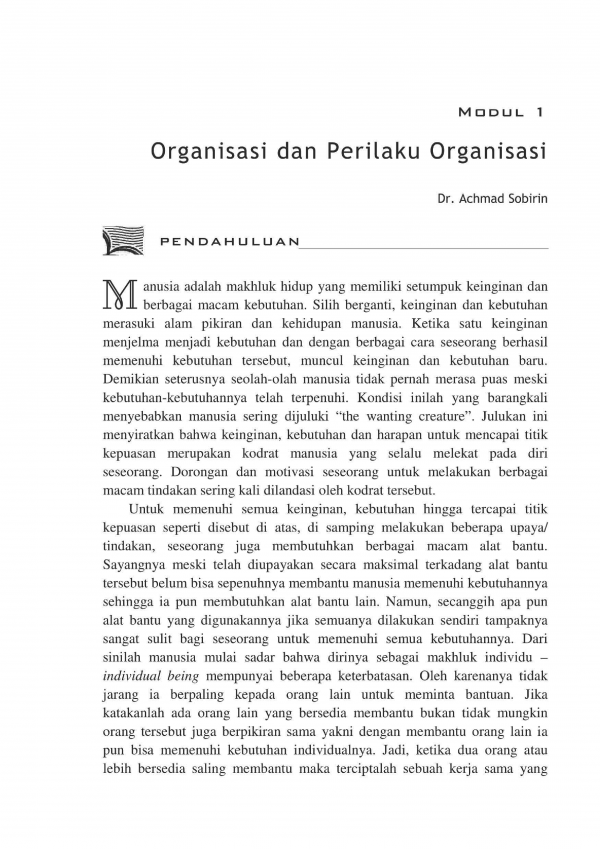 MODUL 1
Organisasi dan Perilaku Organisasi
Dr. Achmad Sobirin
PENDAHULUAN
Manusia adalah makhluk hidup yang memiliki setumpuk keinginan dan
berbagai macam kebutuhan. Silih berganti, keinginan dan kebutuhan
merasuki alam pikiran dan kehidupan manusia. Ketika satu keinginan
menjelma menjadi kebutuhan dan dengan berbagai cara seseorang berhasil
memenuhi kebutuhan tersebut, muncul keinginan dan kebutuhan baru.
Demikian seterusnya seolah-olah manusia tidak pernah merasa puas meski
kebutuhan-kebutuhannya telah terpenuhi. Kondisi inilah yang barangkali
menyebabkan manusia sering dijuluki “the wanting creature”. Julukan ini
menyiratkan bahwa keinginan, kebutuhan dan harapan untuk mencapai titik
kepuasan merupakan kodrat manusia yang selalu melekat pada diri
seseorang. Dorongan dan motivasi seseorang untuk melakukan berbagai
macam tindakan sering kali dilandasi oleh kodrat tersebut.
Untuk memenuhi semua keinginan, kebutuhan hingga tercapai titik
kepuasan seperti disebut di atas, di samping melakukan beberapa upaya/
tindakan, seseorang juga membutuhkan berbagai macam alat bantu.
Sayangnya meski telah diupayakan secara maksimal terkadang alat bantu
tersebut belum bisa sepenuhnya membantu manusia memenuhi kebutuhannya
sehingga ia pun membutuhkan alat bantu lain. Namun, secanggih apa pun
alat bantu yang digunakannya jika semuanya dilakukan sendiri tampaknya
sangat sulit bagi seseorang untuk memenuhi semua kebutuhannya. Dari
sinilah manusia mulai sadar bahwa dirinya sebagai makhluk individu –
individual being mempunyai beberapa keterbatasan. Oleh karenanya tidak
jarang ia berpaling kepada orang lain untuk meminta bantuan. Jika
katakanlah ada orang lain yang bersedia membantu bukan tidak mungkin
orang tersebut juga berpikiran sama yakni dengan membantu orang lain ia
pun bisa memenuhi kebutuhan individualnya. Jadi, ketika dua orang atau
lebih bersedia saling membantu maka terciptalah sebuah kerja sama yang